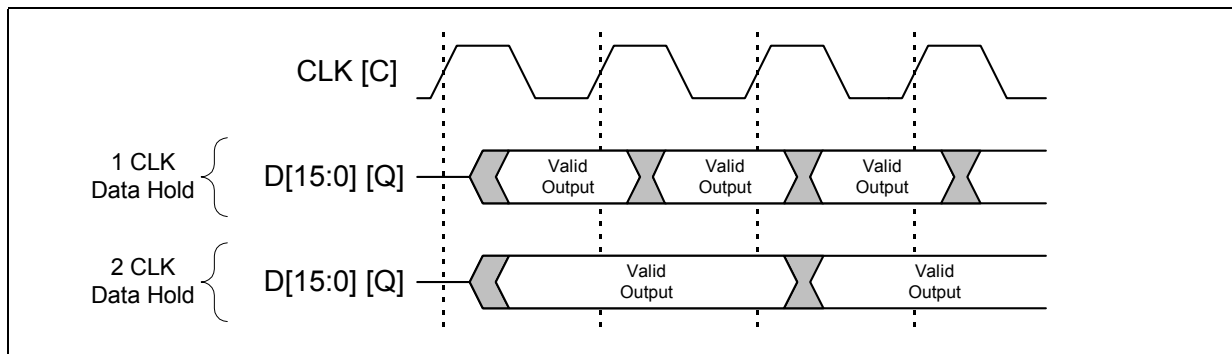 CLK [C]
1 CLK
Data Hold
D[15:0] [Q]
Valid
Output
Valid
Output
Valid
Output
2 CLK
Data Hold
D[15:0] [Q]
Valid
Output
Valid
Output